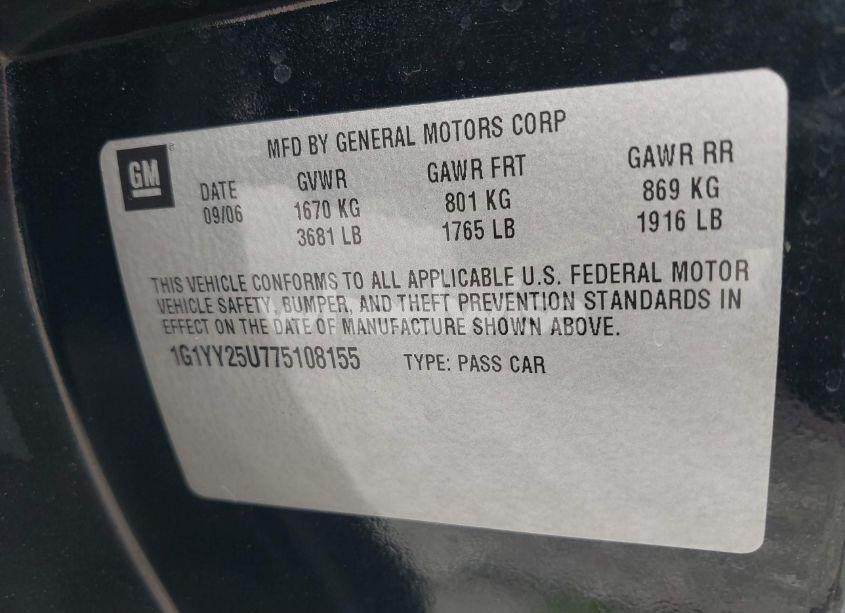 MFD BY GENERAL MOTORS CORP
GM®
DATE GVWR GAWR FRT GAWR RR
09/06 1670 KG 801 KG 869 KG
3681 LB 1765 LB 1916 LB
THIS VEHICLE CONFORMS TO ALL APPLICABLE U.S. FEDERAL MOTOR
VEHICLE SAFETY, BUMPER, AND THEFT PREVENTION STANDARDS IN
EFFECT ON THE DATE OF MANUFACTURE SHOWN ABOVE.
1G1YY25U775108155 TYPE: PASS CAR